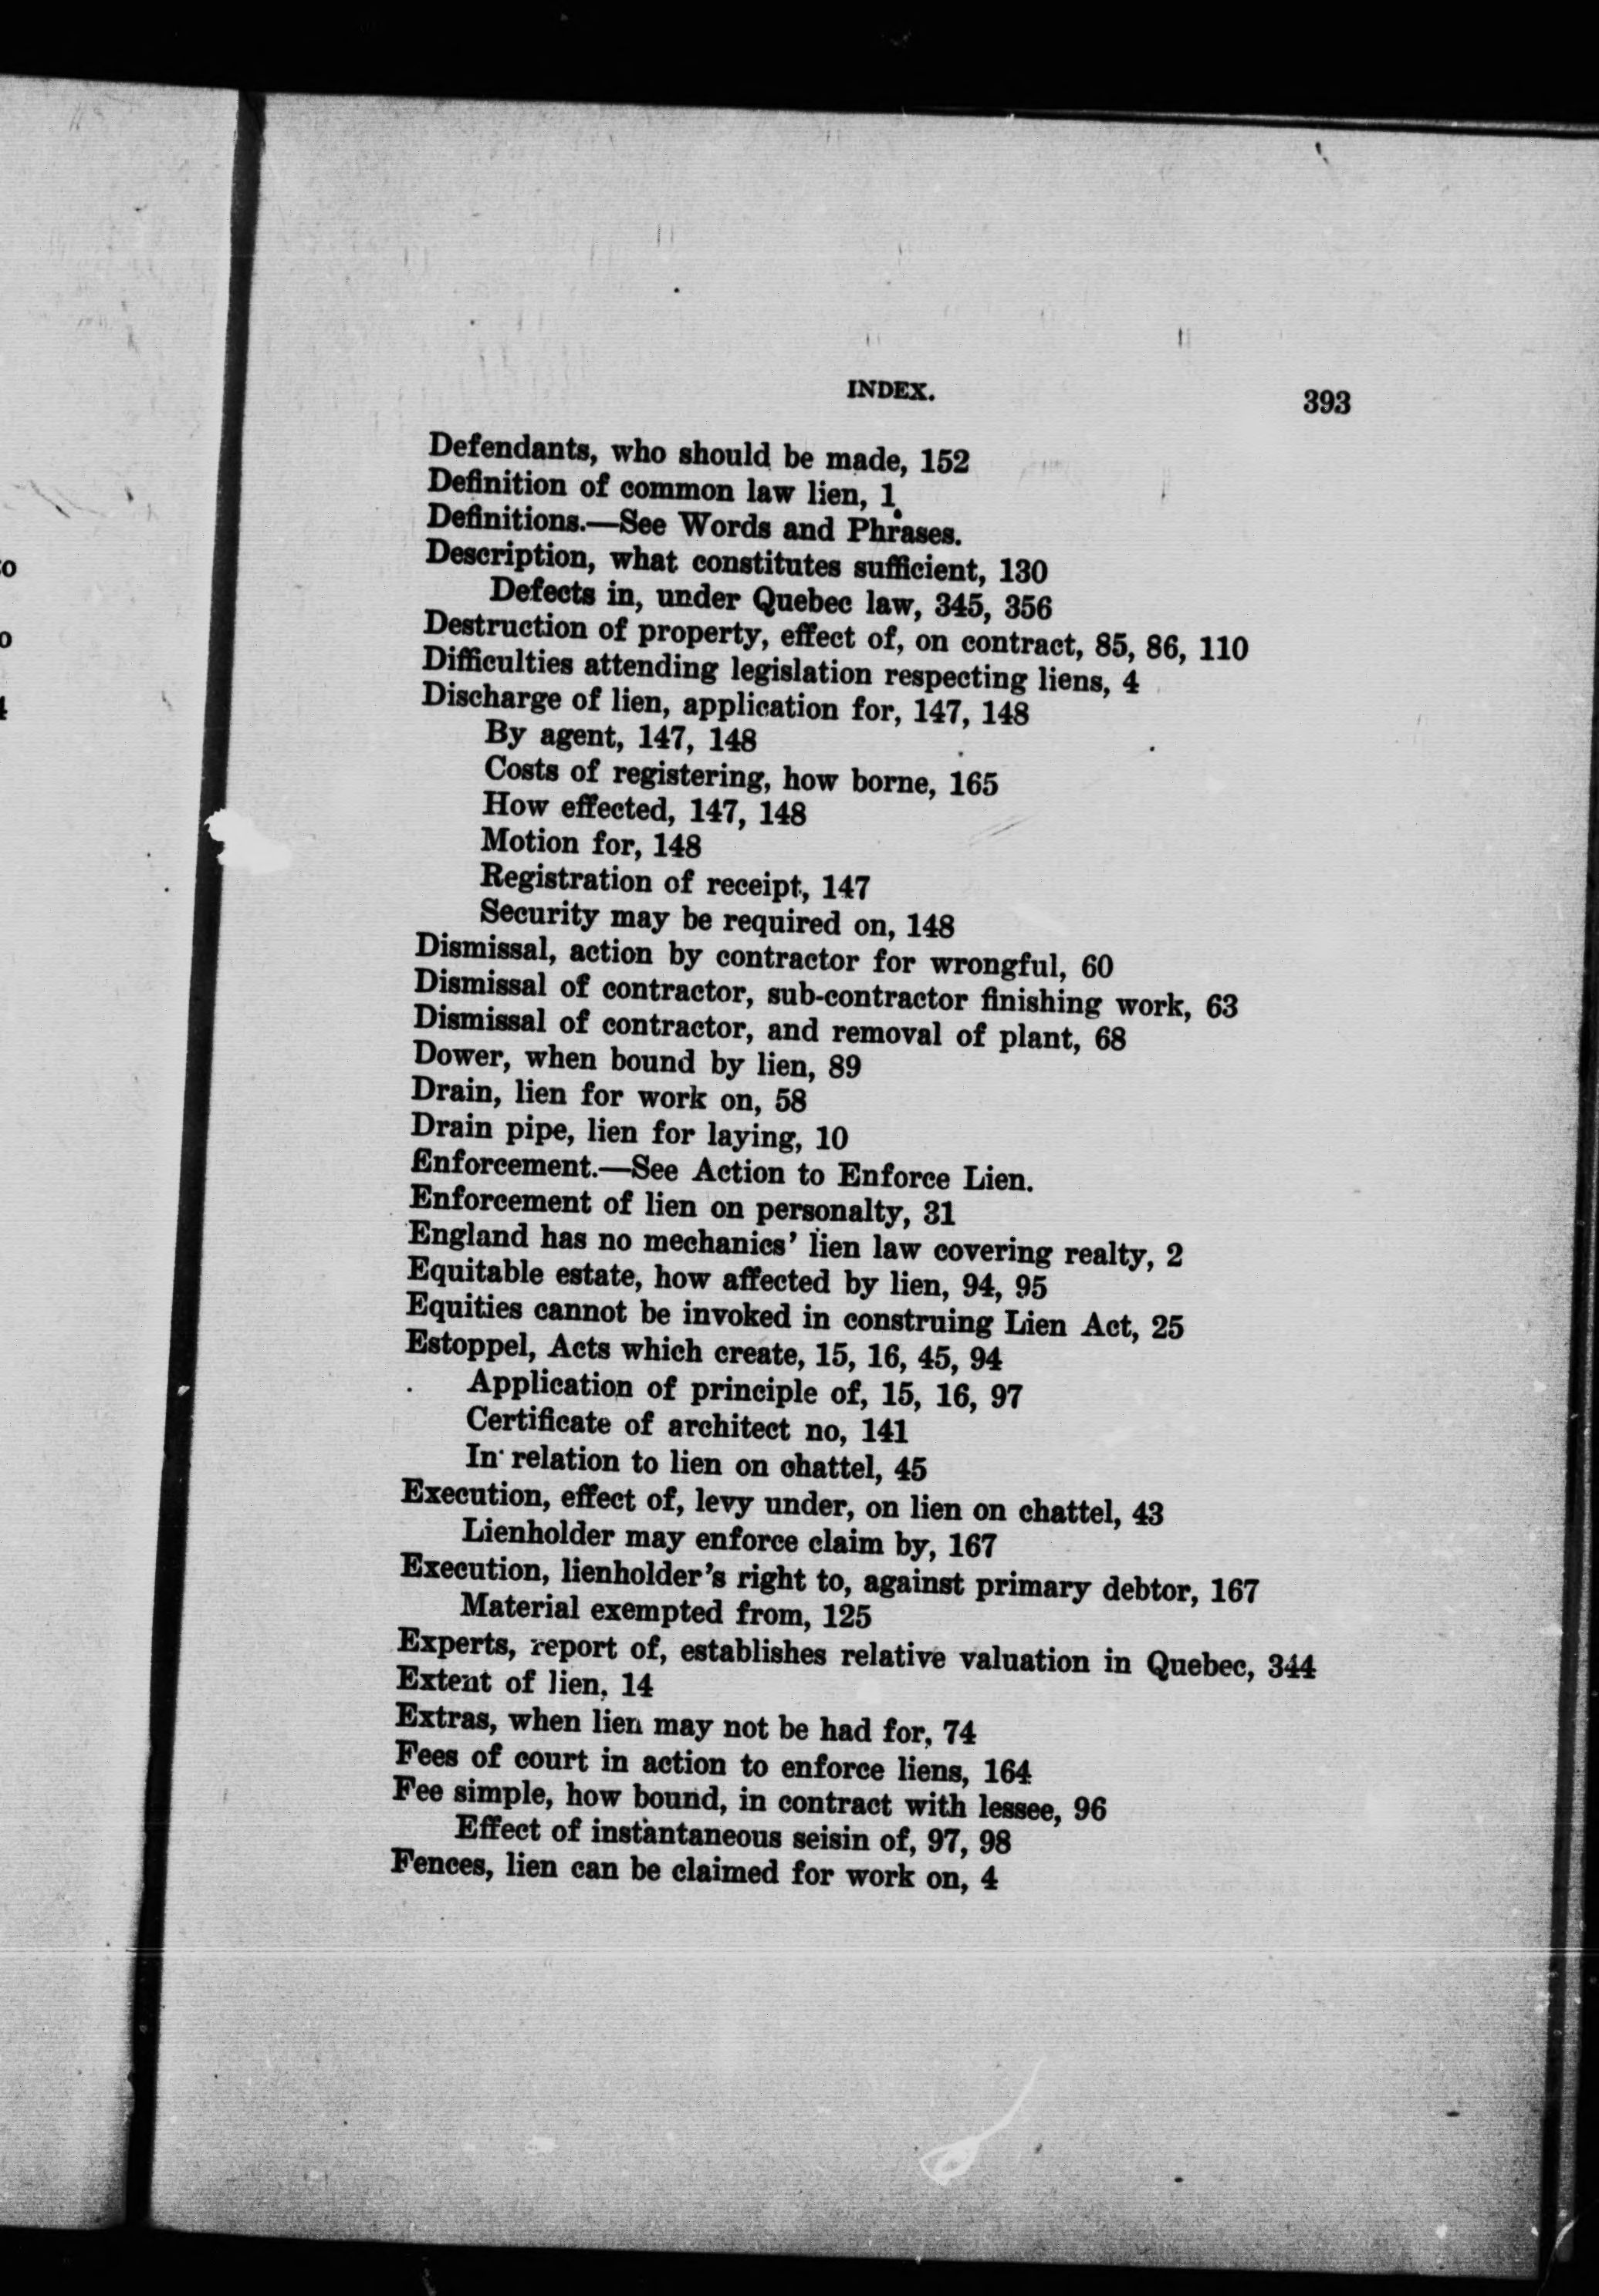 INDEX. 393
Defendants, who should be made, 152
Definition of common law lien, 1
Definitions.—See Words and Phrases.
Description, what constitutes sufficient, 130
Defects in, under Quebec law, 345, 356
Destruction of property, effect of, on contract, 85, 86, 110
Difficulties attending legislation respecting liens, 4
Discharge of lien, application for, 147, 148
By agent, 147, 148
Costs of registering, how borne, 165
How effected, 147, 148
Motion for, 148
Registration of receipt, 147
Security may be required on, 148
Dismissal, action by contractor for wrongful, 60
Dismissal of contractor, sub-contractor finishing work, 63
Dismissal of contractor, and removal of plant, 68
Dower, when bound by lien, 89
Drain, lien for work on, 58
Drain pipe, lien for laying, 10
Enforcement.—See Action to Enforce Lien.
Enforcement of lien on personalty, 31
England has no mechanics' lien law covering realty, 2
Equitable estate, how affected by lien, 94, 95
Equities cannot be invoked in construing Lien Act, 25
Estoppel, Acts which create, 15, 16, 45, 94
Application of principle of, 15, 16, 97
Certificate of architect no, 141
In relation to lien on chattel, 45
Execution, effect of, levy under, on lien on chattel, 43
Lienholder may enforce claim by, 167
Execution, lienholder's right to, against primary debtor, 167
Material exempted from, 125
Experts, report of, establishes relative valuation in Quebec, 344
Extent of lien, 14
Extras, when lien may not be had for, 74
Fees of court in action to enforce liens, 164
Fee simple, how bound, in contract with lessee, 96
Effect of instantaneous seisin of, 97, 98
Fences, lien can be claimed for work on, 4